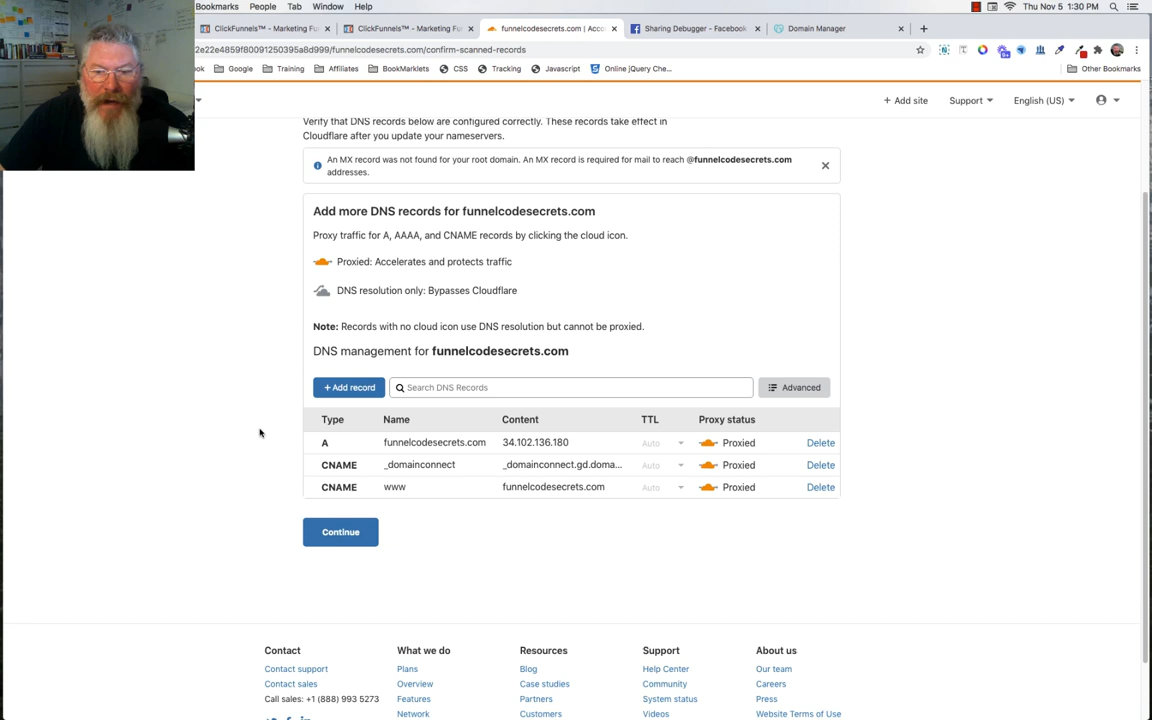 Bookmarks People Tab Window Help Thu Nov 5 1:30 PM
ClickFunnels™ - Marketing Fu ClickFunnels™ - Marketing Fu funnelcodesecrets.com | Acco Sharing Debugger - Facebook Domain Manager
2e22e4859f80091250395a8d999/funnelcodesecrets.com/confirm-scanned-records
ok Google Training Affiliates BookMarklets CSS Tracking Javascript Online jQuery Che... Other Bookmarks
+ Add site Support English (US)
Verify that DNS records below are configured correctly. These records take effect in
Cloudflare after you update your nameservers.
An MX record was not found for your root domain. An MX record is required for mail to reach @funnelcodesecrets.com
addresses.
Add more DNS records for funnelcodesecrets.com
Proxy traffic for A, AAAA, and CNAME records by clicking the cloud icon.
Proxied: Accelerates and protects traffic
DNS resolution only: Bypasses Cloudflare
Note: Records with no cloud icon use DNS resolution but cannot be proxied.
DNS management for funnelcodesecrets.com
+ Add record Search DNS Records Advanced
Type Name Content TTL Proxy status
A funnelcodesecrets.com 34.102.136.180 Auto Proxied Delete
CNAME _domainconnect _domainconnect.gd.doma... Auto Proxied Delete
CNAME www funnelcodesecrets.com Auto Proxied Delete
Continue
Contact What we do Resources Support About us
Contact support Plans Blog Help Center Our team
Contact sales Overview Case studies Community Careers
Call sales: +1 (888) 993 5273 Features Partners System status Press
Network Customers Videos Website Terms of Use